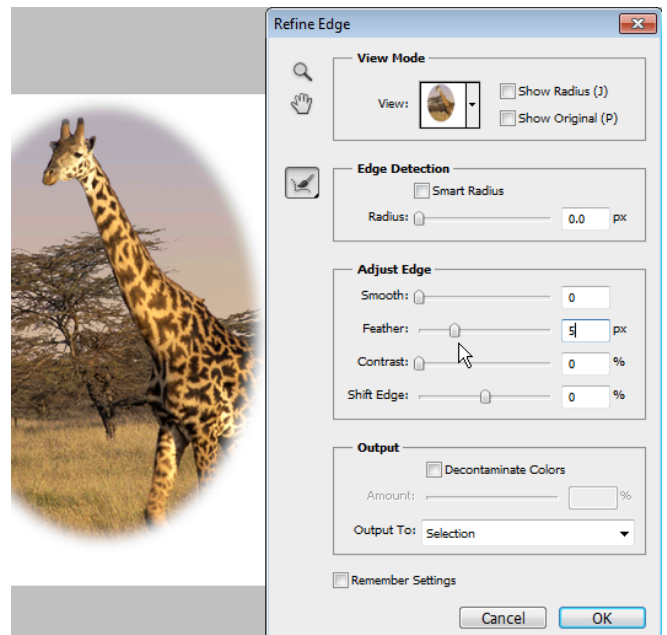 Refine Edge
View Mode
View:
Show Radius (J)
Show Original (P)
Edge Detection
Smart Radius
Radius: 0.0 px
Adjust Edge
Smooth: 0
Feather: 5 px
Contrast: 0 %
Shift Edge: 0 %
Output
Decontaminate Colors
Amount: %
Output To: Selection
Remember Settings
Cancel OK